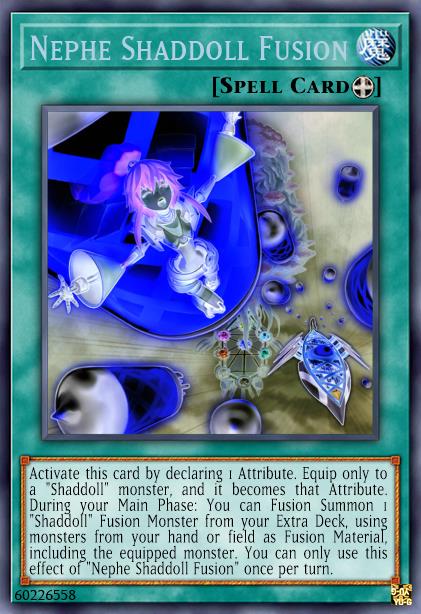 Nephe Shaddoll Fusion
魔
[Spell Card]
Activate this card by declaring 1 Attribute. Equip only to
a "Shaddoll" monster, and it becomes that Attribute.
During your Main Phase: You can Fusion Summon 1
"Shaddoll" Fusion Monster from your Extra Deck, using
monsters from your hand or field as Fusion Material,
including the equipped monster. You can only use this
effect of "Nephe Shaddoll Fusion" once per turn.
60226558